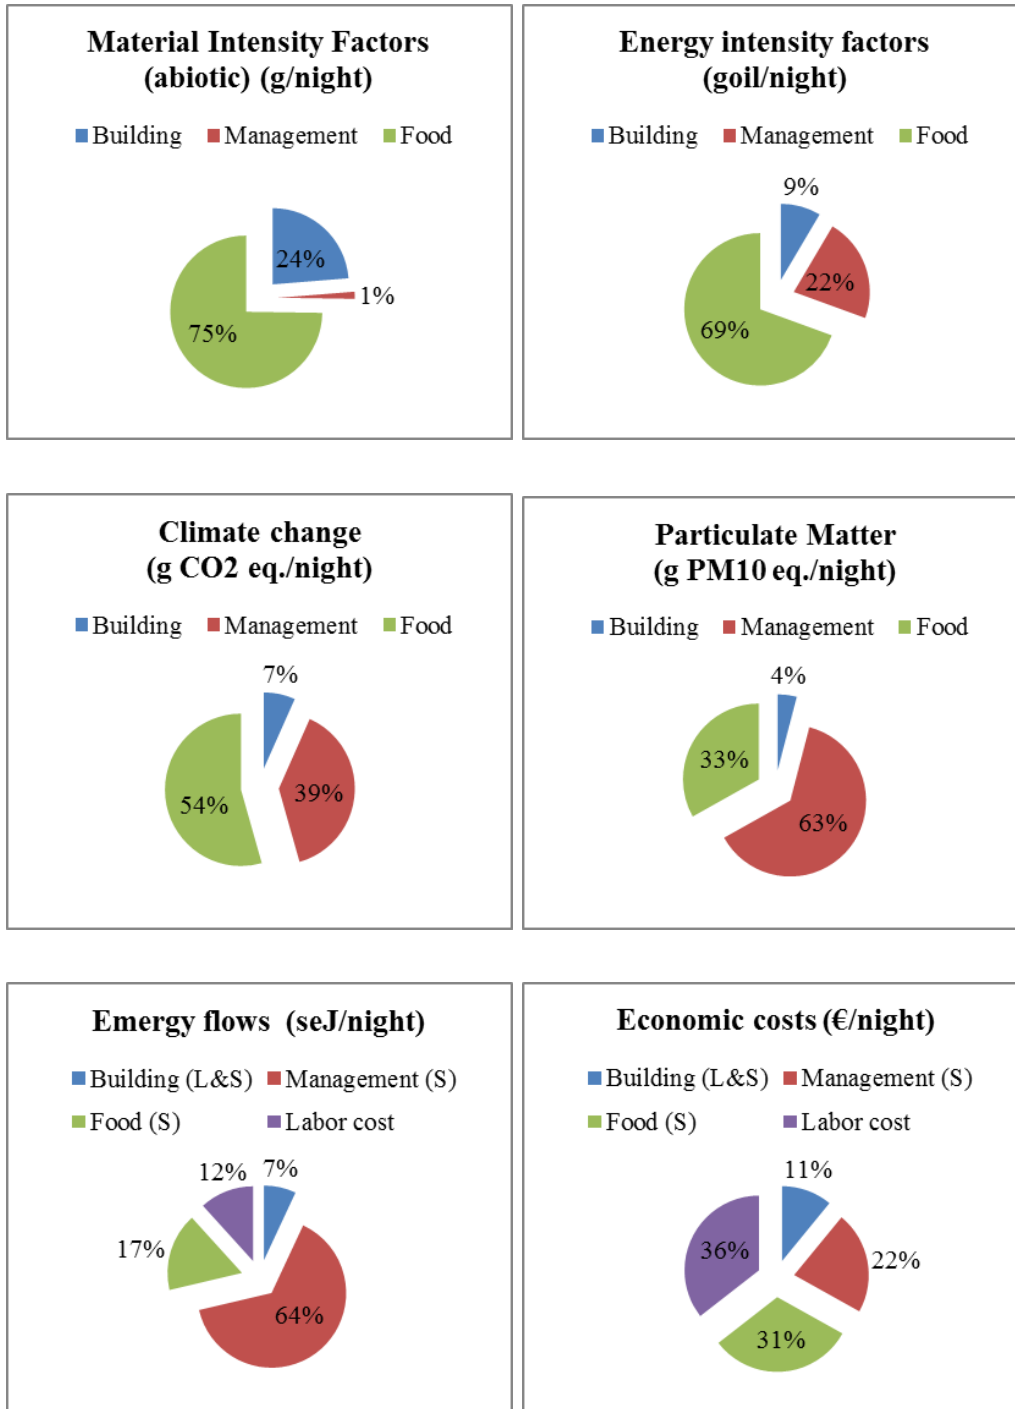 Material Intensity Factors
(abiotic) (g/night)
Building Management Food
24%
1%
75%
Energy intensity factors
(goil/night)
Building Management Food
9%
22%
69%
Climate change
(g CO2 eq./night)
Building Management Food
7%
39%
54%
Particulate Matter
(g PM10 eq./night)
Building Management Food
4%
33%
63%
Emergy flows (seJ/night)
Building (L&S) Management (S)
Food (S) Labor cost
12% 7%
17%
64%
Economic costs (€/night)
Building (L&S) Management (S)
Food (S) Labor cost
11%
36%
22%
31%